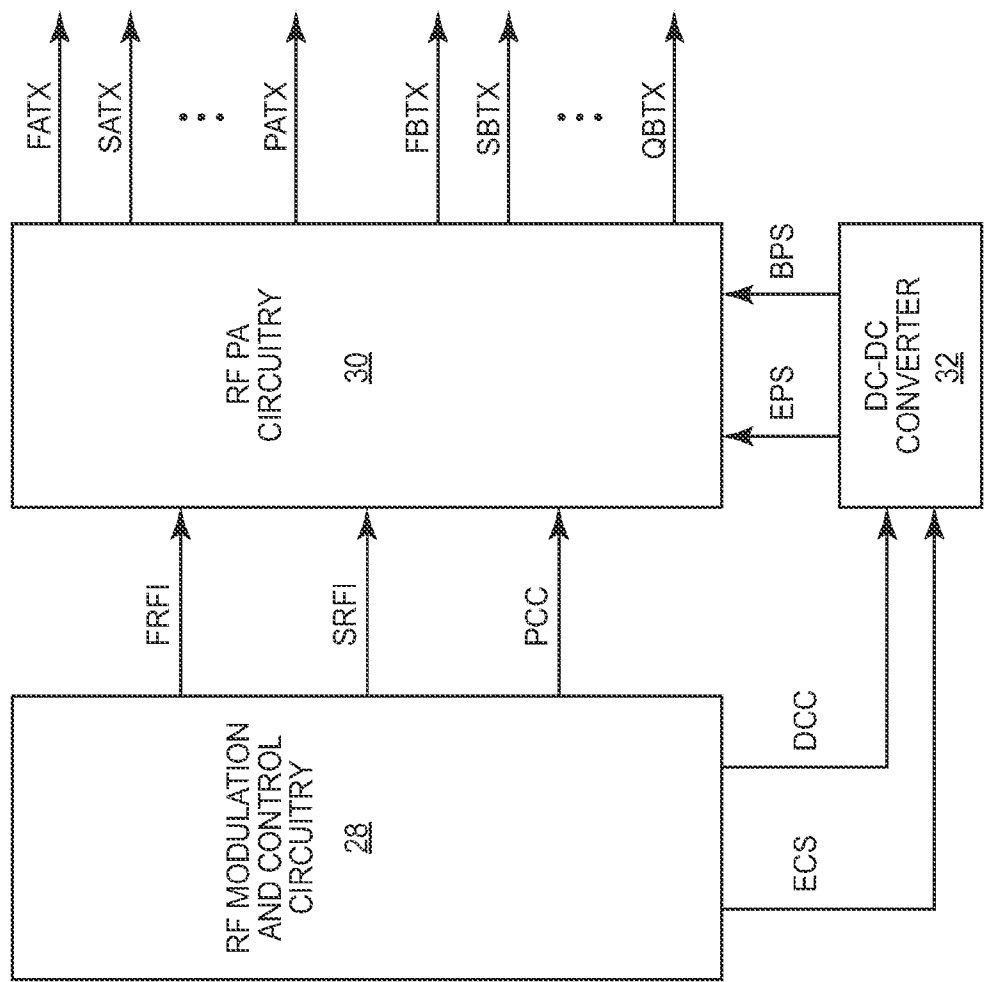 RF MODULATION
AND CONTROL
CIRCUITRY
28
FRFI
SRFI
PCC
DCC
ECS
RF PA
CIRCUITRY
30
EPS
BPS
DC-DC
CONVERTER
32
FATX
SATX
...
PATX
FBTX
SBTX
...
QBTX